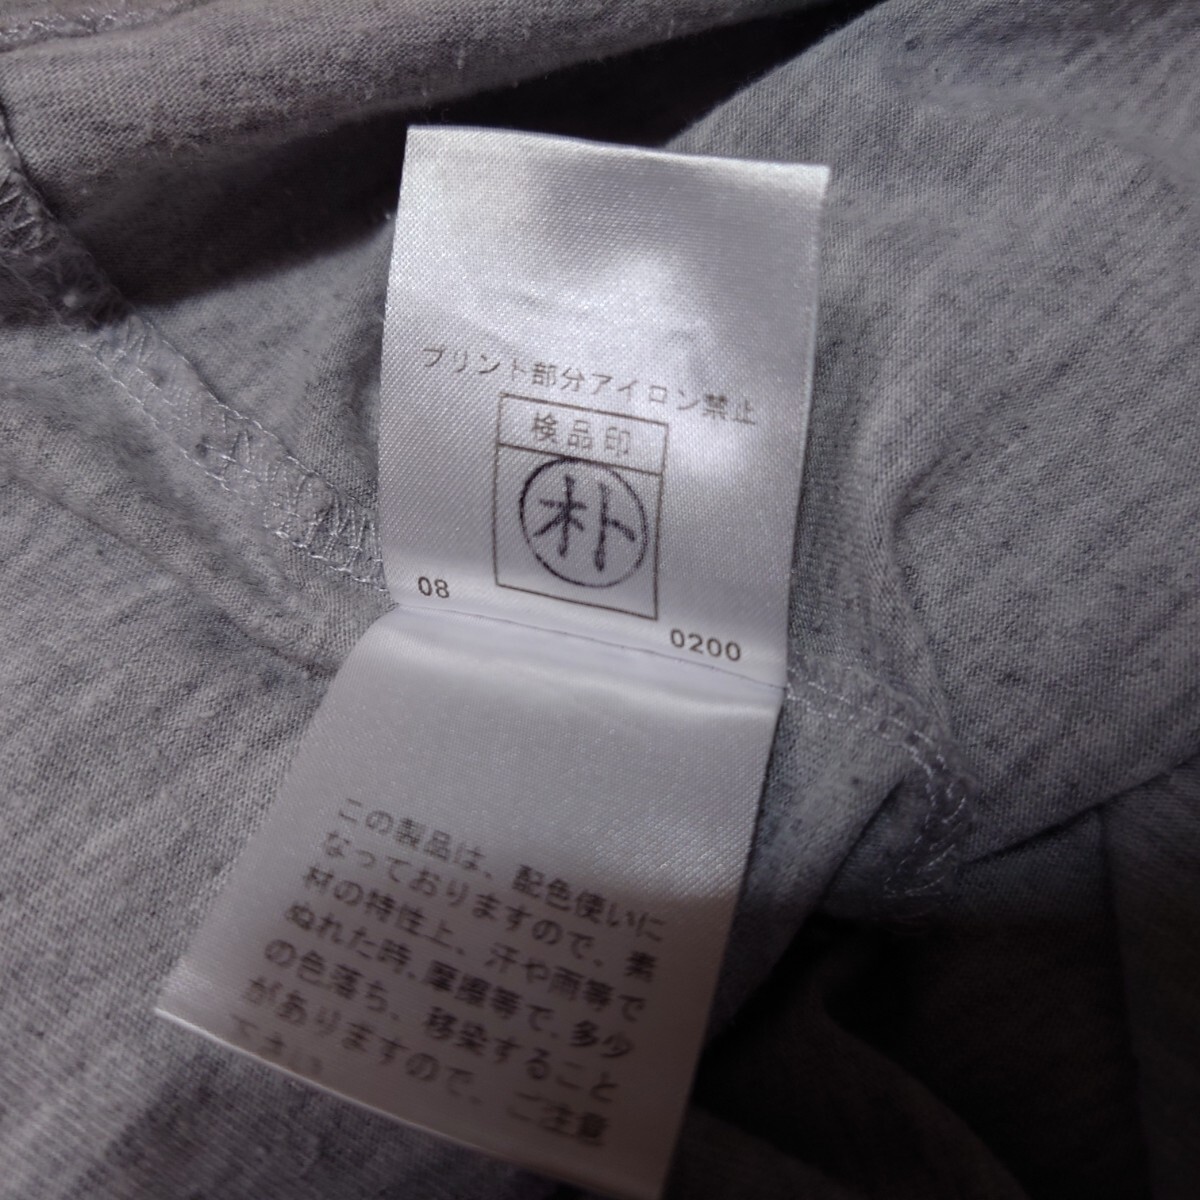 プリント部分アイロン禁止
検品印
朴
08
0200
この製品は、配色使いに
なっておりますので、素
材の特性上、汗や雨等で
ぬれた時、摩擦等で、多少
の色落ち、移染すること
がありますので、ご注意
下さい